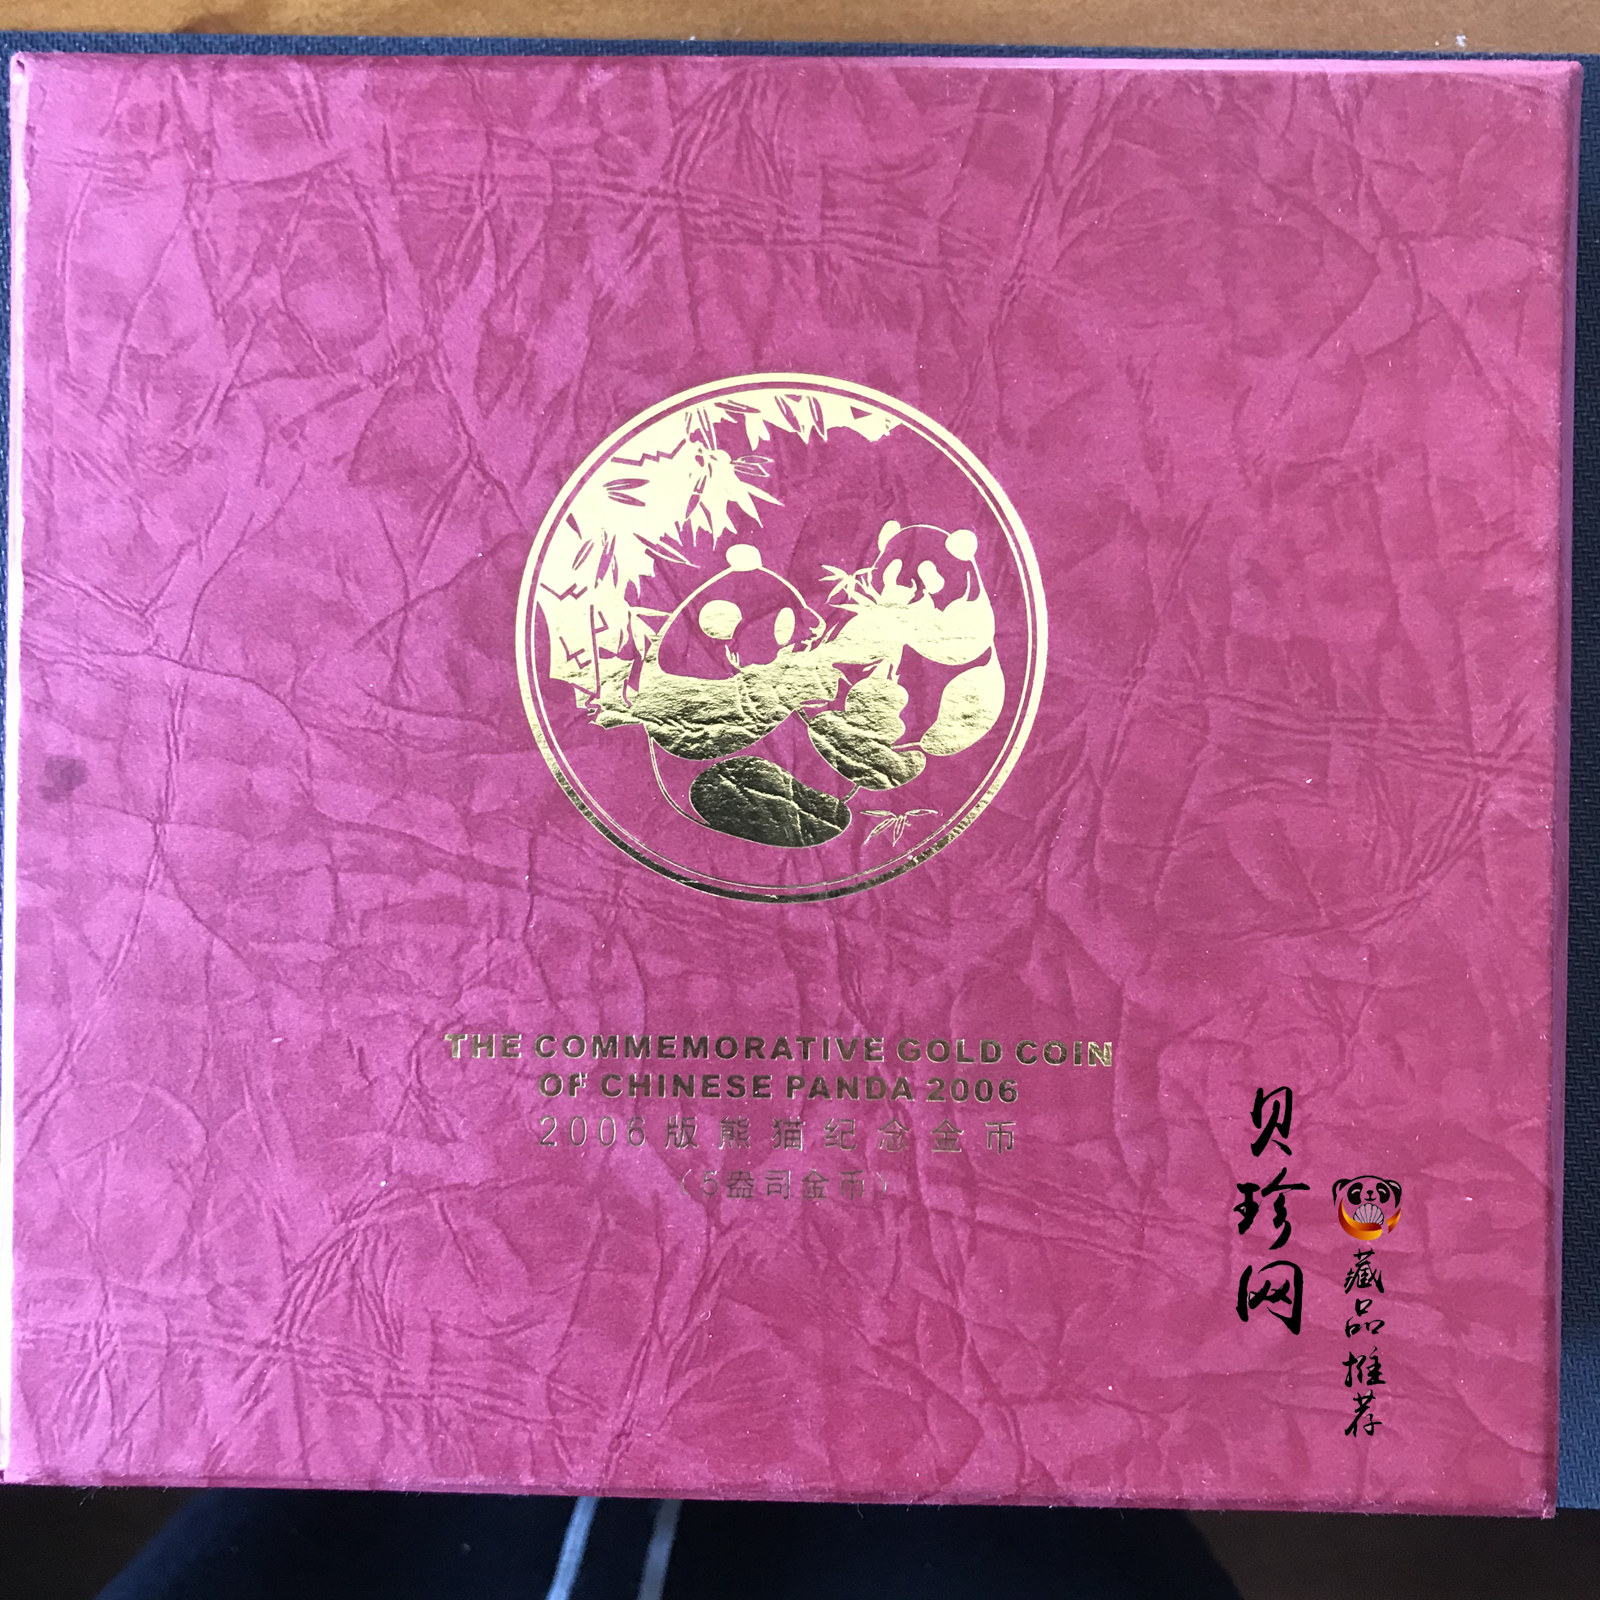 THE COMMEMORATIVE GOLD COIN
OF CHINESE PANDA 2006
2006版熊猫纪念金币
（5盎司金币）
贝珍网
藏品推荐